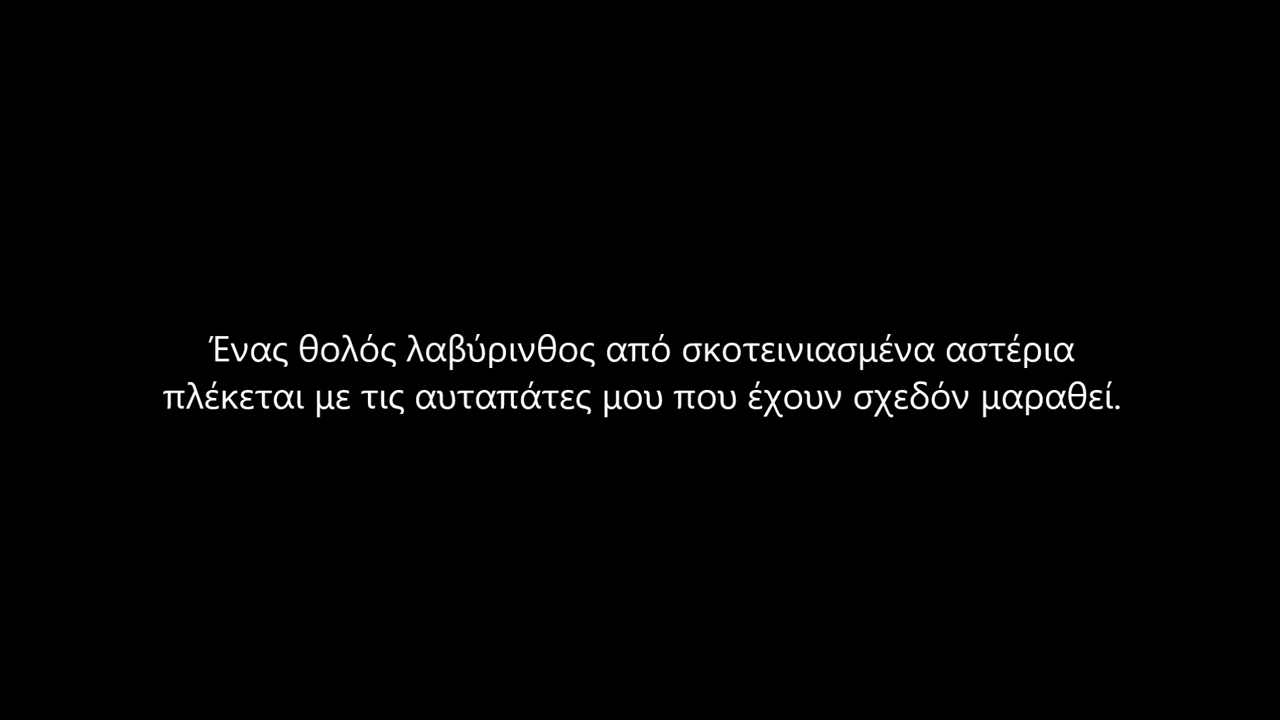 Ένας θολός λαβύρινθος από σκοτεινιασμένα αστέρια
πλέκεται με τις αυταπάτες μου που έχουν σχεδόν μαραθεί.